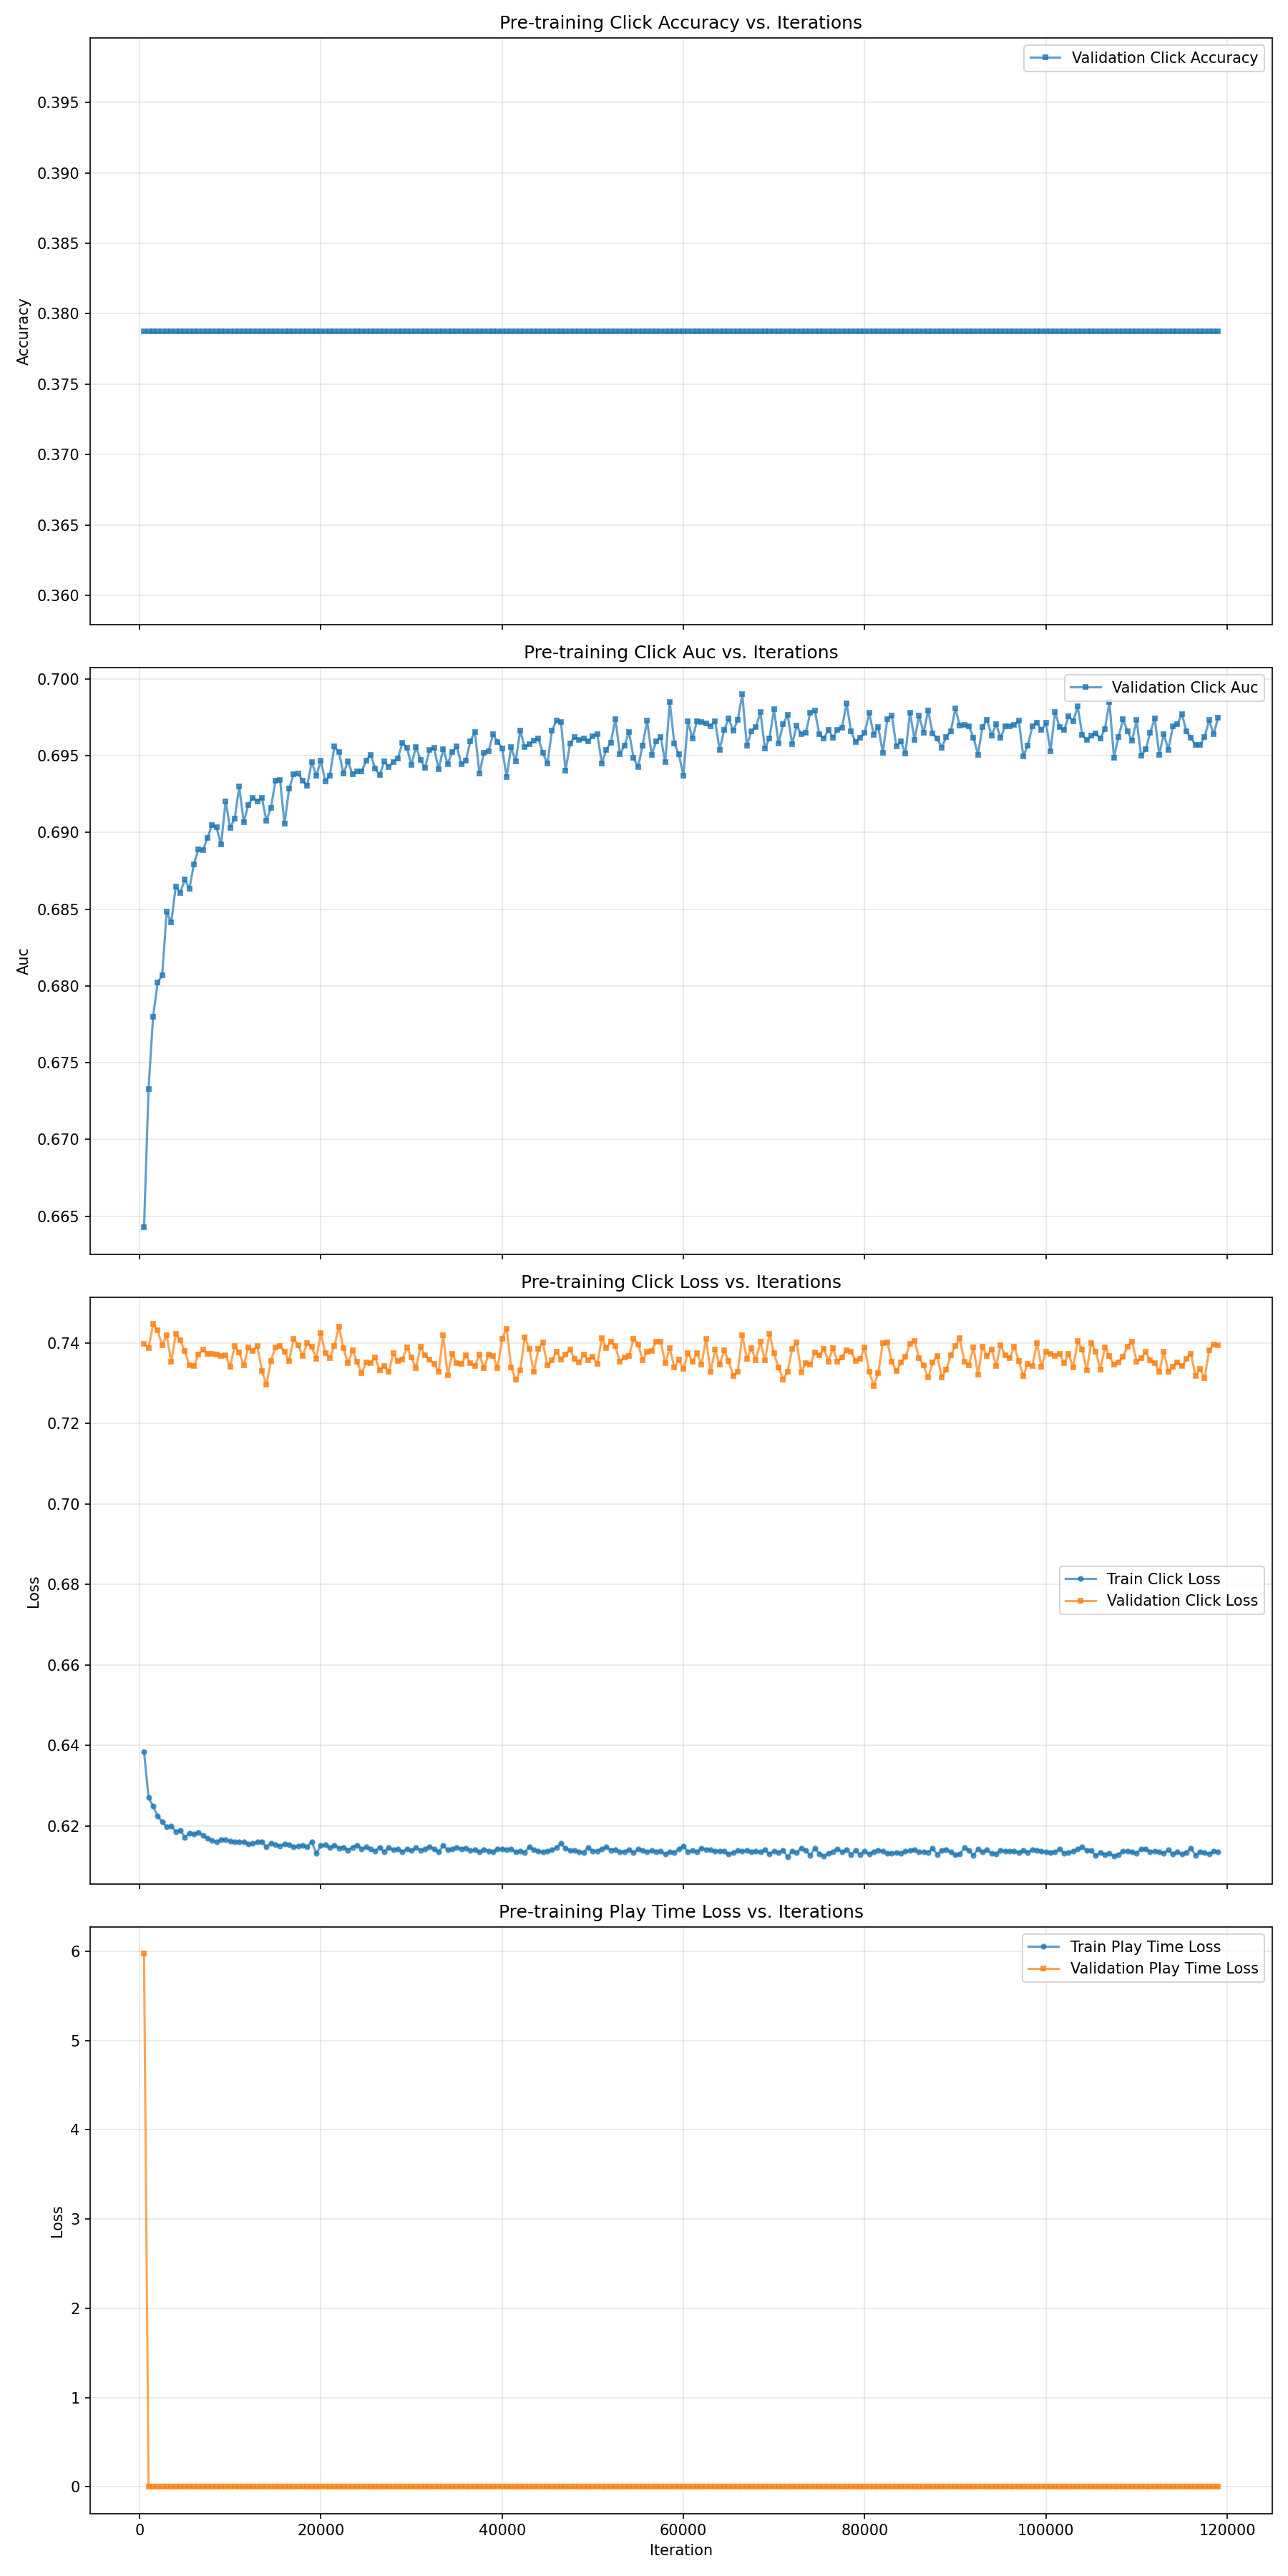 Pre-training Click Accuracy vs. Iterations
Validation Click Accuracy
0.395
0.390
0.385
0.380
0.375
0.370
0.365
0.360
Accuracy
Pre-training Click Auc vs. Iterations
Validation Click Auc
0.700
0.695
0.690
0.685
0.680
0.675
0.670
0.665
Auc
Pre-training Click Loss vs. Iterations
0.74
0.72
0.70
0.68
0.66
0.64
0.62
Loss
Train Click Loss
Validation Click Loss
Pre-training Play Time Loss vs. Iterations
Train Play Time Loss
Validation Play Time Loss
6
5
4
3
2
1
0
Loss
0 20000 40000 60000 80000 100000 120000
Iteration